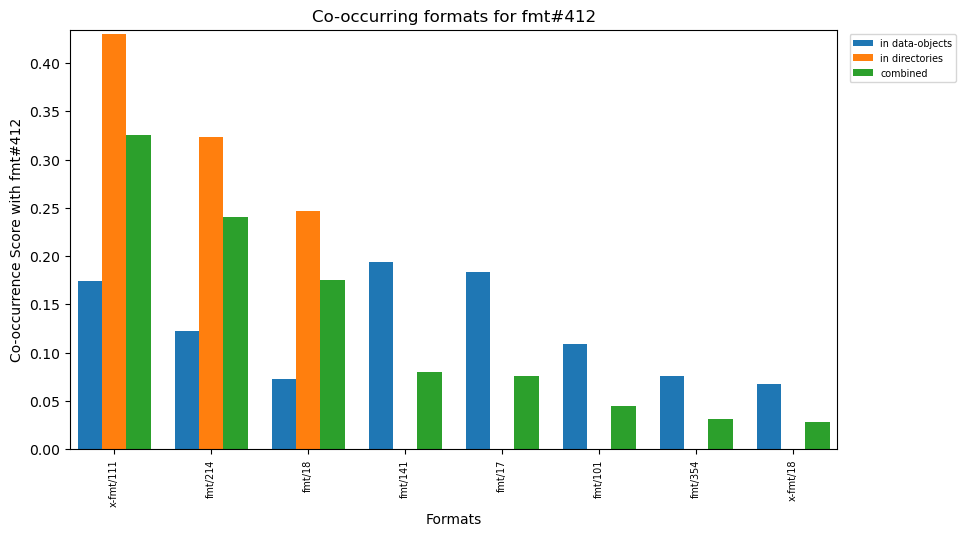 Co-occurring formats for fmt#412
in data-objects
in directories
combined
Co-occurrence Score with fmt#412
0.40
0.35
0.30
0.25
0.20
0.15
0.10
0.05
0.00
x-fmt/111
fmt/214
fmt/18
fmt/141
fmt/17
fmt/101
fmt/354
x-fmt/18
Formats